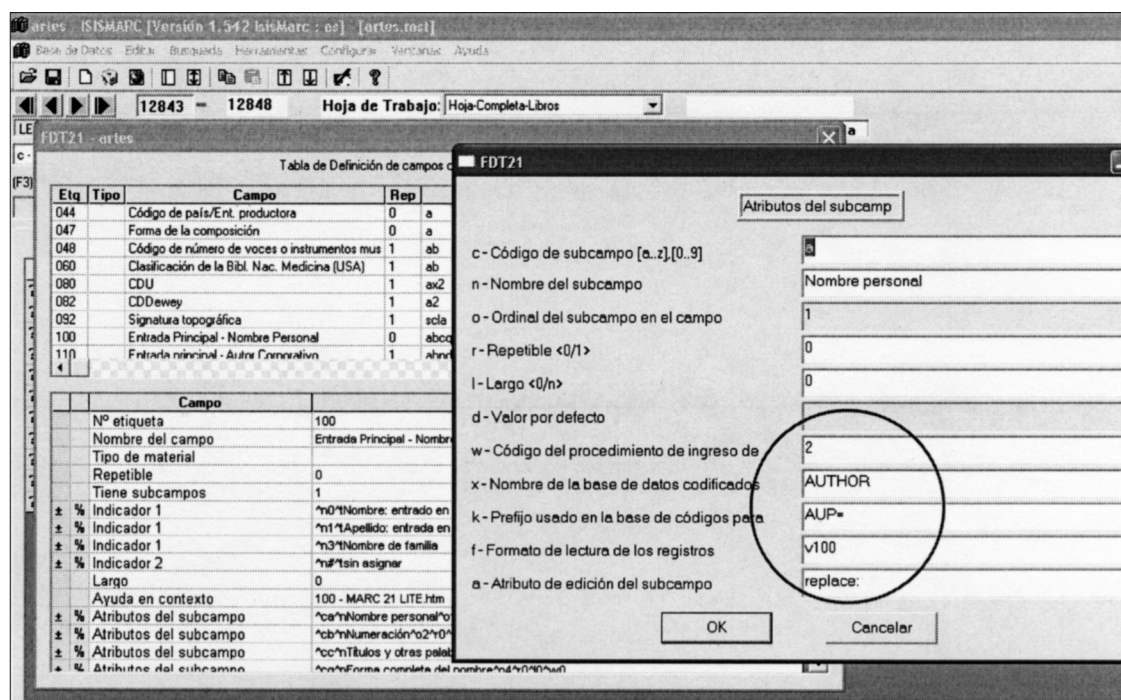 artes - ISISMARC [Versión 1.542 IsisMarc : es] - [artes.mst]
Base de Datos Editar Busqueda Herramientas Configurar Ventanas Ayuda
12843 - 12848 Hoja de Trabajo: Hoja-Completa-Libros
LE
a
FDT21 - artes
c -
(F3)
Tabla de Definición de campos
Etq Tipo Campo Rep
044 Código de país/Ent. productora 0 a
047 Forma de la composición 0 a
048 Código de número de voces o instrumentos mus 1 ab
060 Clasificación de la Bibl. Nac. Medicina (USA) 1 ab
080 CDU 1 ax2
082 CDDewey 1 a2
092 Signatura topográfica 1 scla
100 Entrada Principal - Nombre Personal 0 abcq
110 Entrada principal - Autor Corporativo 1
Campo
Nº etiqueta 100
Nombre del campo Entrada Principal - Nombr
Tipo de material
Repetible 0
Tiene subcampos 1
± % Indicador 1 ^n0^tNombre: entrado en
± % Indicador 1 ^n1^tApellido: entrada en
± % Indicador 1 ^n3^tNombre de familia
± % Indicador 2 ^n#^tsin asignar
Largo 0
Ayuda en contexto 100 - MARC 21 LITE.htm
± % Atributos del subcampo ^ca^nNombre personal^o
± % Atributos del subcampo ^cb^nNumeración^o2^r0^
± % Atributos del subcampo ^cc^nTítulos y otras palab
± % Atributos del subcampo ^cq^nForma completa del nombre^o4^r0^l0^w0
FDT21
Atributos del subcamp
c - Código de subcampo [a..z],[0..9] a
n - Nombre del subcampo Nombre personal
o - Ordinal del subcampo en el campo 1
r - Repetible <0/1> 0
l - Largo <0/n> 0
d - Valor por defecto
w - Código del procedimiento de ingreso de 2
x - Nombre de la base de datos codificados AUTHOR
k - Prefijo usado en la base de códigos para AUP=
f - Formato de lectura de los registros v100
a - Atributo de edición del subcampo replace:
OK Cancelar